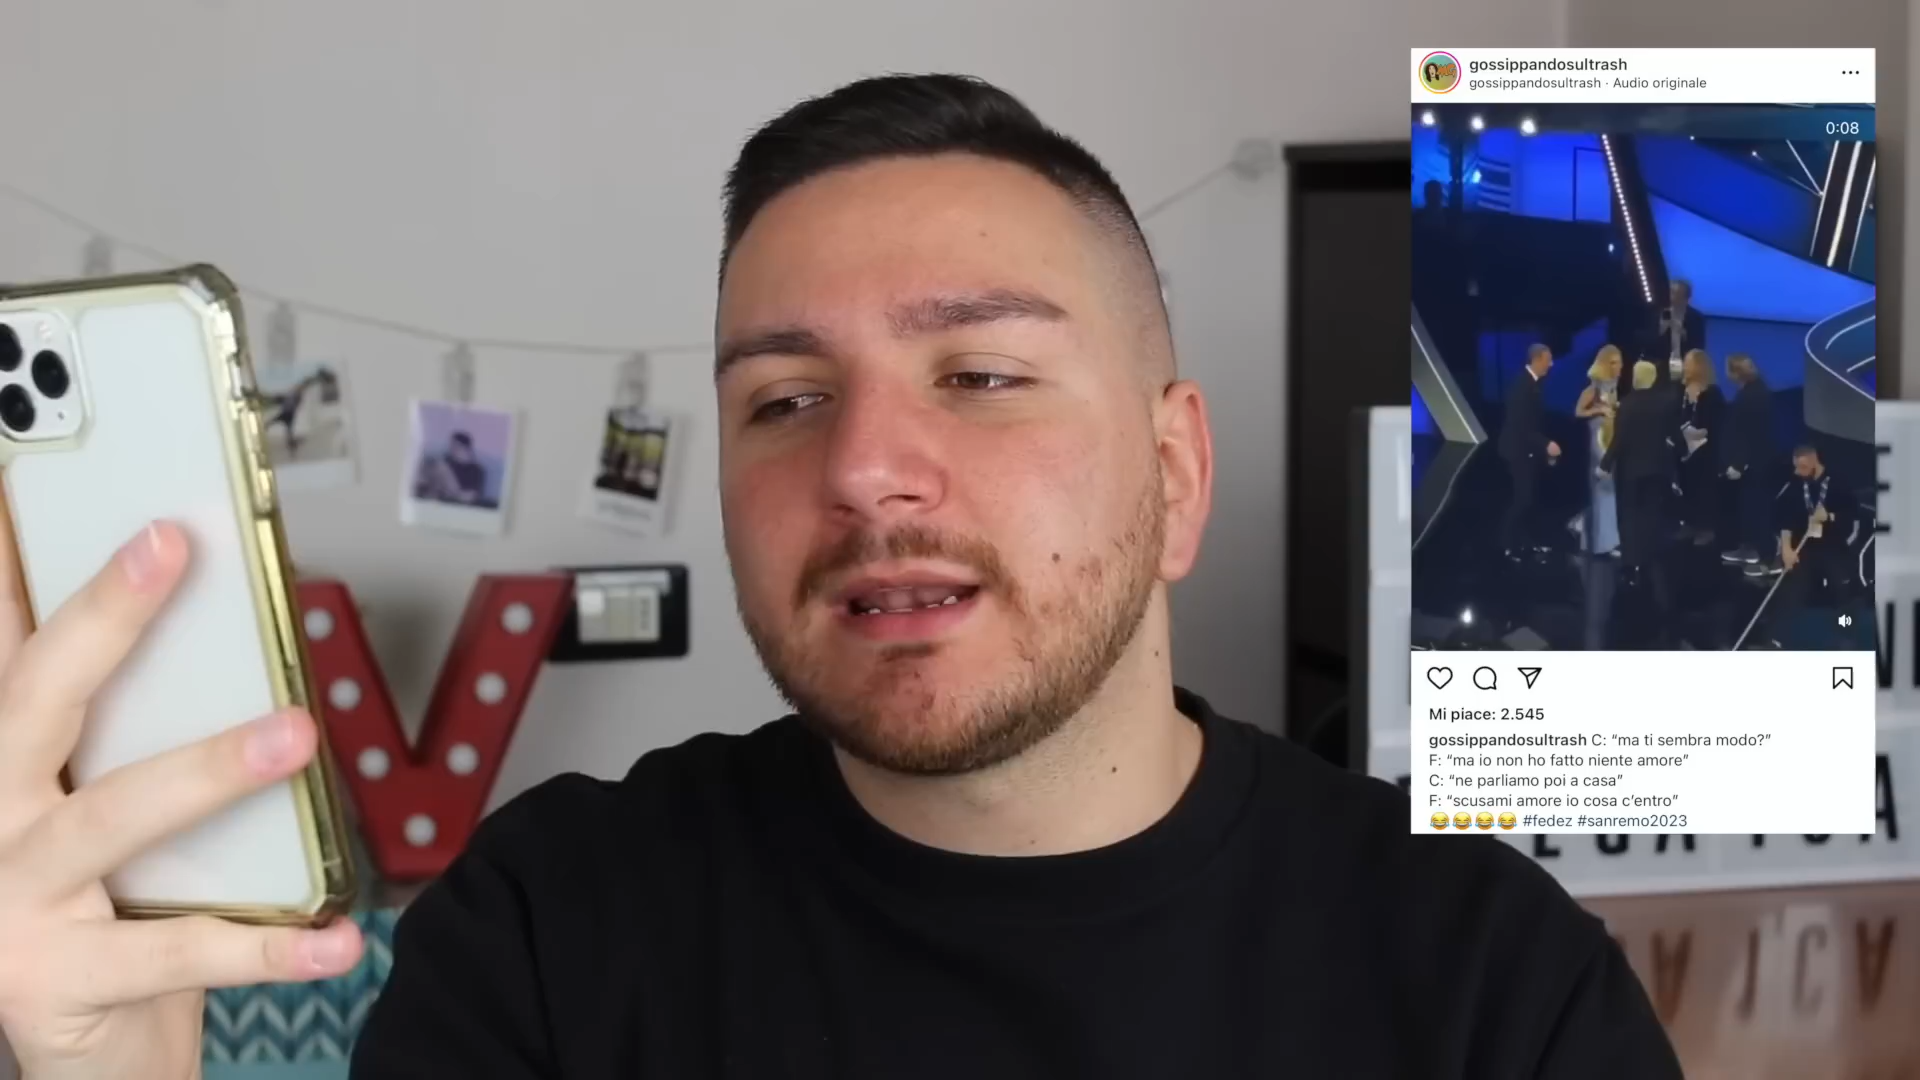 gossippandosultrash
gossippandosultrash · Audio originale
0:08
Mi piace: 2.545
gossippandosultrash C: “ma ti sembra modo?”
F: “ma io non ho fatto niente amore”
C: “ne parliamo poi a casa”
F: “scusami amore io cosa c’entro”
😂😂😂😂 #fedez #sanremo2023
V